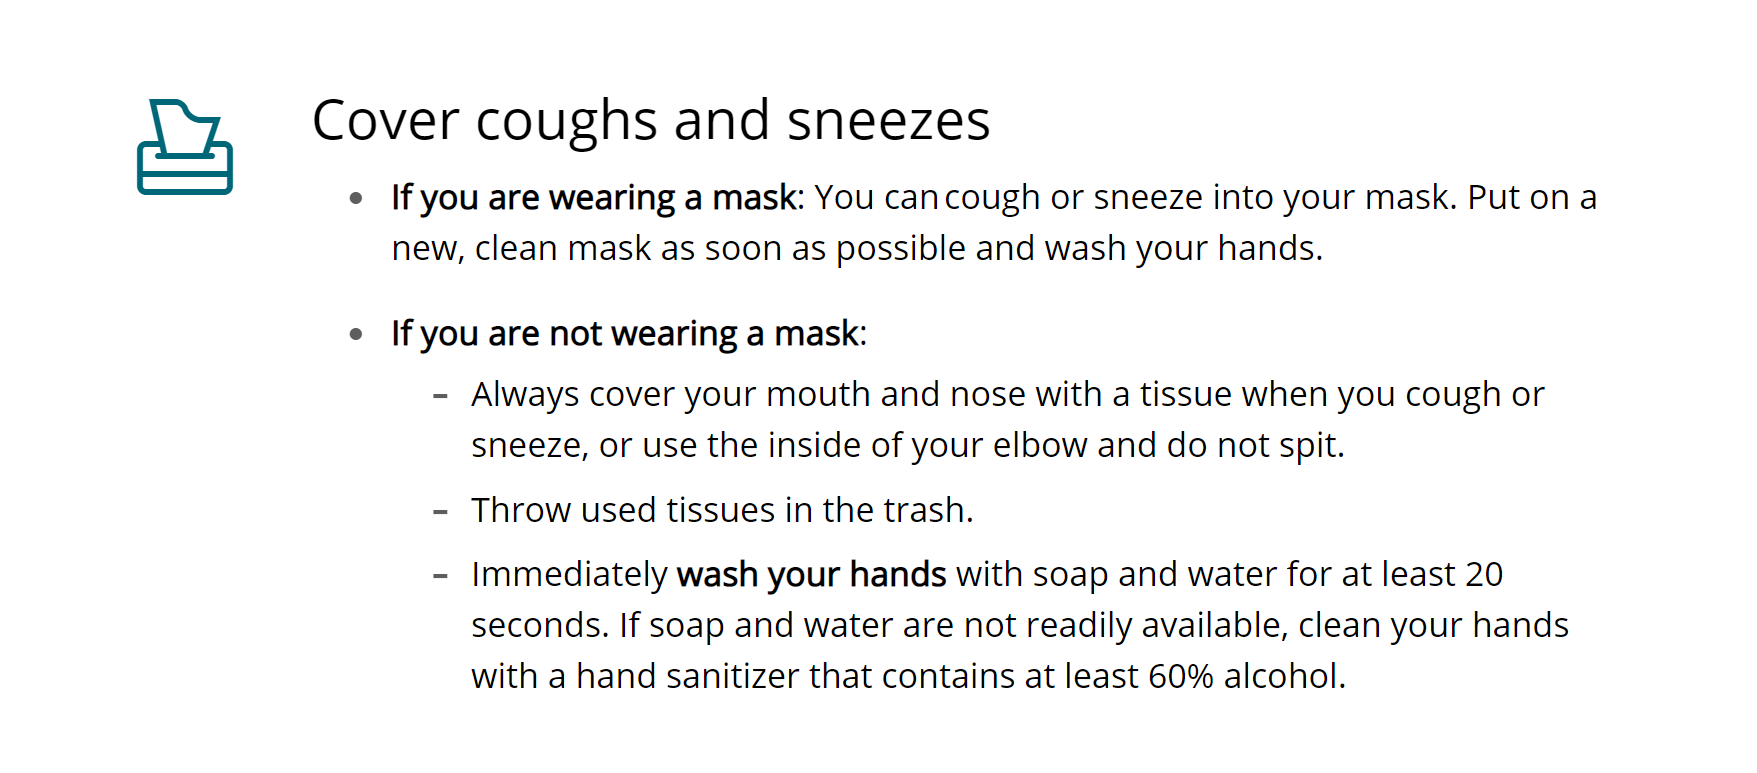 Cover coughs and sneezes
• If you are wearing a mask: You can cough or sneeze into your mask. Put on a
new, clean mask as soon as possible and wash your hands.
• If you are not wearing a mask:
– Always cover your mouth and nose with a tissue when you cough or
sneeze, or use the inside of your elbow and do not spit.
– Throw used tissues in the trash.
– Immediately wash your hands with soap and water for at least 20
seconds. If soap and water are not readily available, clean your hands
with a hand sanitizer that contains at least 60% alcohol.